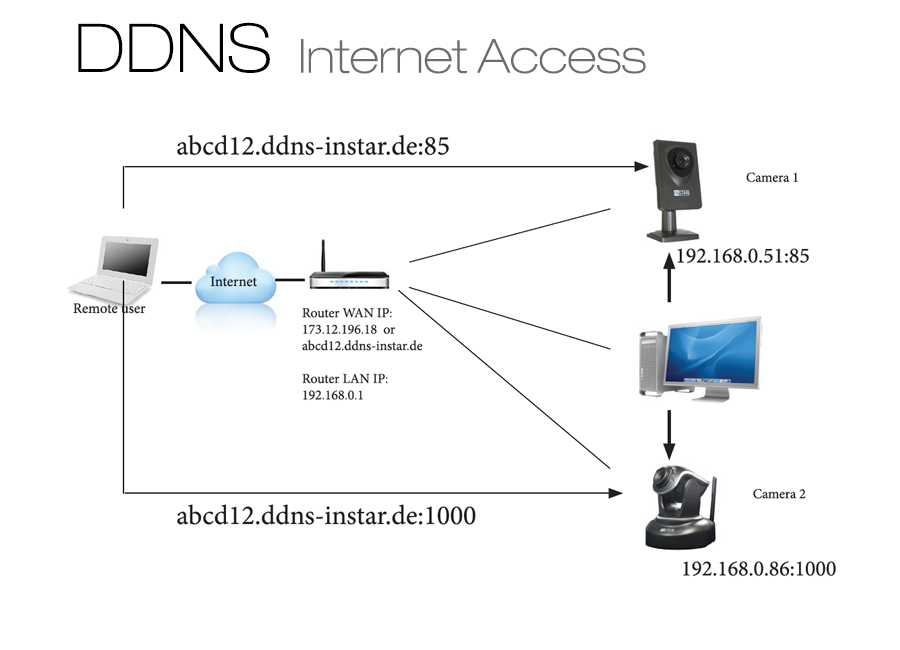 DDNS Internet Access
abcd12.ddns-instar.de:85
Camera 1
192.168.0.51:85
Internet
Remote user
Router WAN IP:
173.12.196.18 or
abcd12.ddns-instar.de
Router LAN IP:
192.168.0.1
Camera 2
abcd12.ddns-instar.de:1000
192.168.0.86:1000